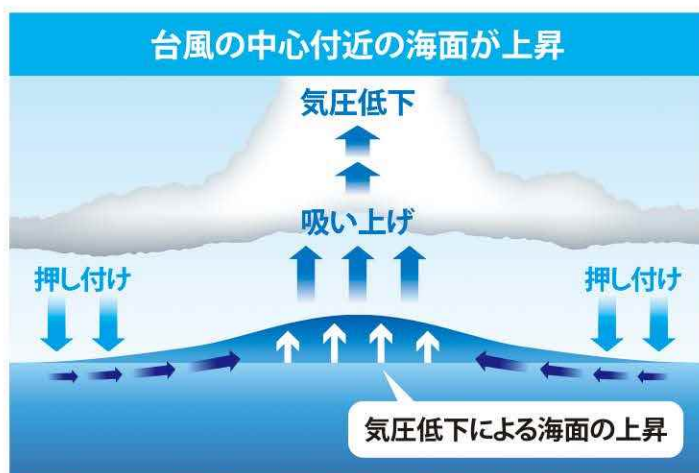 台風の中心付近の海面が上昇
気圧低下
吸い上げ
押し付け
押し付け
気圧低下による海面の上昇